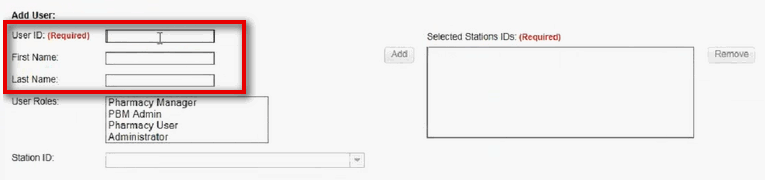 Add User:
User ID: (Required)
First Name:
Last Name:
User Roles:
Pharmacy Manager
PBM Admin
Pharmacy User
Administrator
Station ID:
Add
Selected Stations IDs: (Required)
Remove